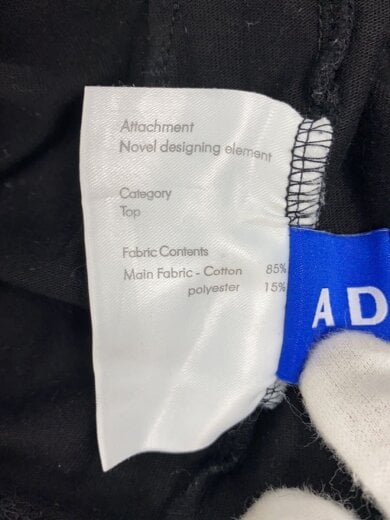 Attachment
Novel designing element
Category
Top
Fabric Contents
Main Fabric - Cotton 85%
polyester 15%
AD